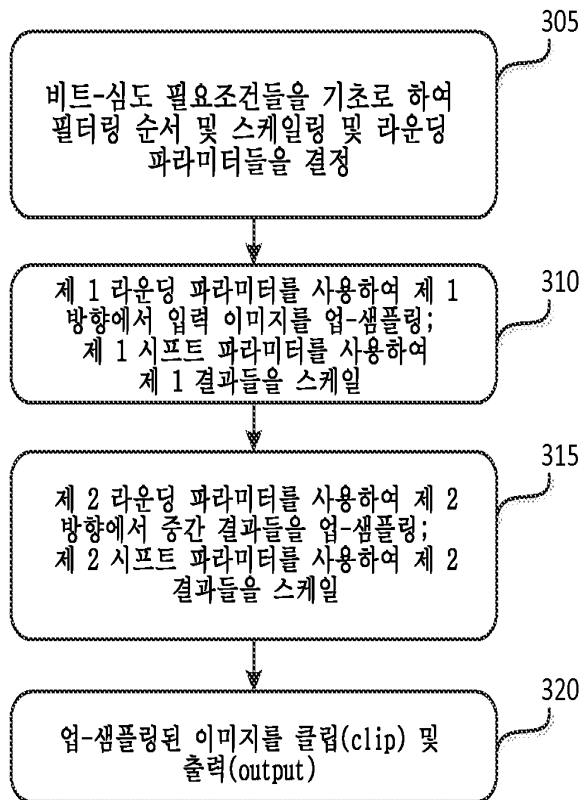 305
비트-심도 필요조건들을 기초로 하여
필터링 순서 및 스케일링 및 라운딩
파라미터들을 결정
310
제 1 라운딩 파라미터를 사용하여 제 1
방향에서 입력 이미지를 업-샘플링;
제 1 시프트 파라미터를 사용하여
제 1 결과들을 스케일
315
제 2 라운딩 파라미터를 사용하여 제 2
방향에서 중간 결과들을 업-샘플링;
제 2 시프트 파라미터를 사용하여 제 2
결과들을 스케일
320
업-샘플링된 이미지를 클립(clip) 및
출력(output)